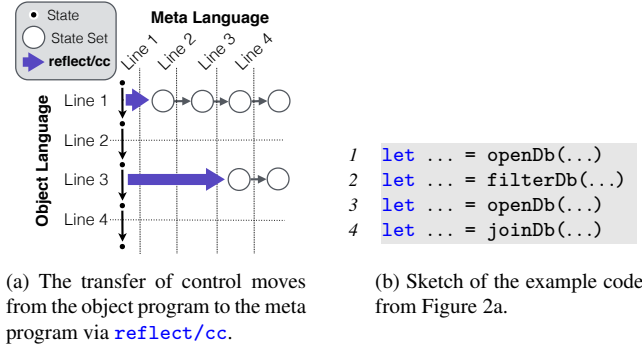 State
State Set
reflect/cc
Meta Language
Line 1
Line 2
Line 3
Line 4
Object Language
Line 1
Line 2
Line 3
Line 4
1 let ... = openDb(...)
2 let ... = filterDb(...)
3 let ... = openDb(...)
4 let ... = joinDb(...)
(a) The transfer of control moves
from the object program to the meta
program via reflect/cc.
(b) Sketch of the example code
from Figure 2a.